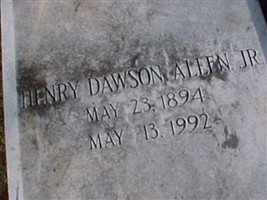 HENRY DAWSON ALLEN JR.
MAY 23, 1894
MAY 13, 1992